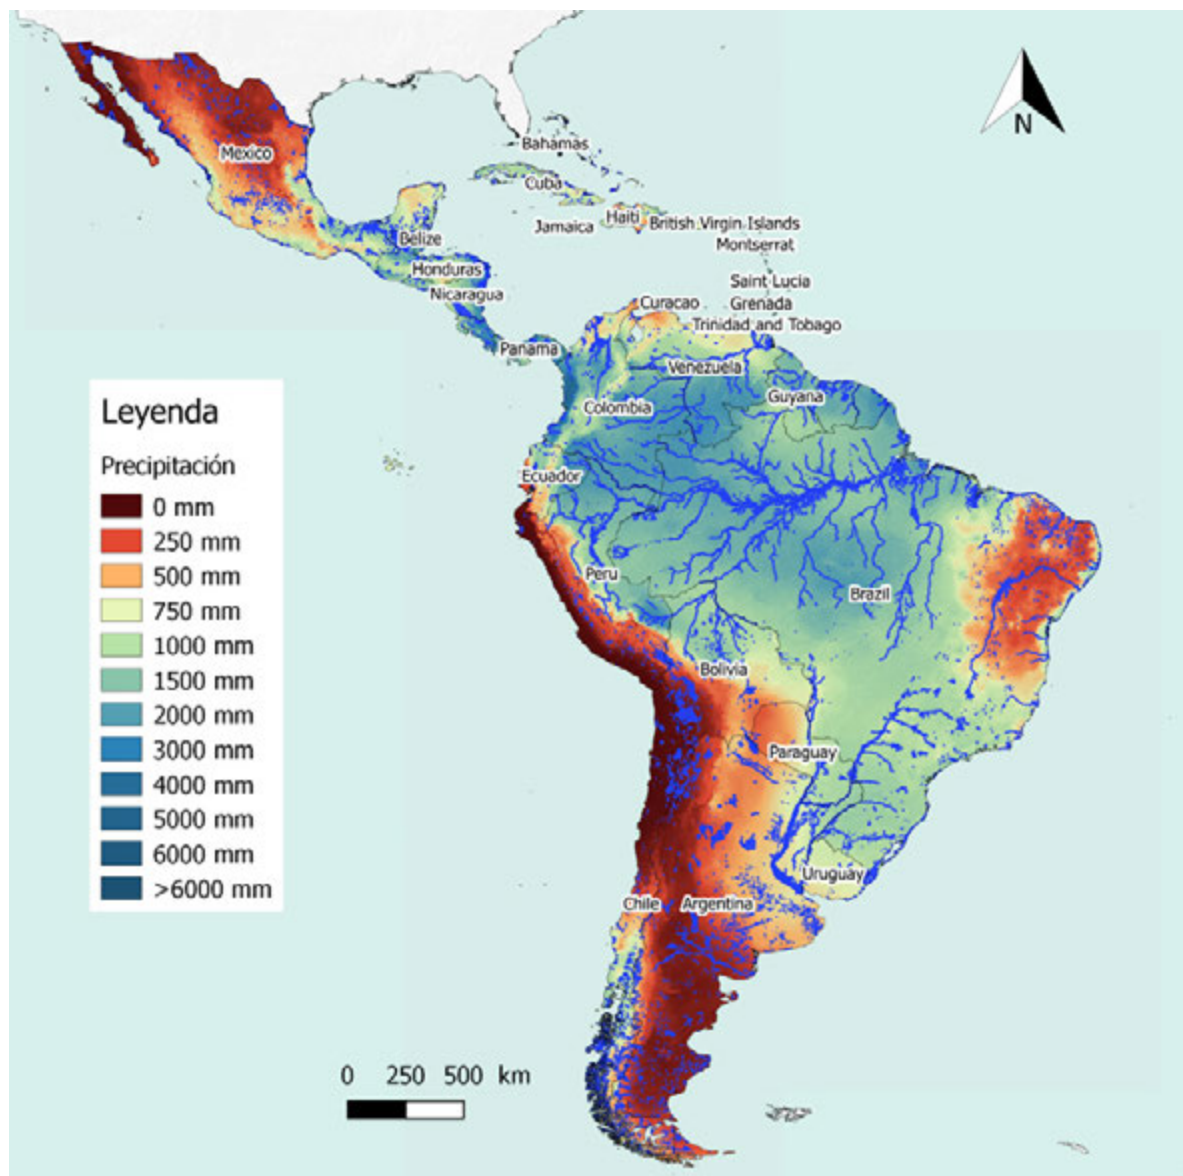 N
Mexico
Bahamas
Cuba
Jamaica
Haiti
British Virgin Islands
Montserrat
Belize
Honduras
Nicaragua
Saint Lucia
Curacao
Grenada
Trinidad and Tobago
Panama
Venezuela
Guyana
Colombia
Ecuador
Peru
Brazil
Bolivia
Paraguay
Uruguay
Chile
Argentina
Leyenda
Precipitación
0 mm
250 mm
500 mm
750 mm
1000 mm
1500 mm
2000 mm
3000 mm
4000 mm
5000 mm
6000 mm
>6000 mm
0 250 500 km